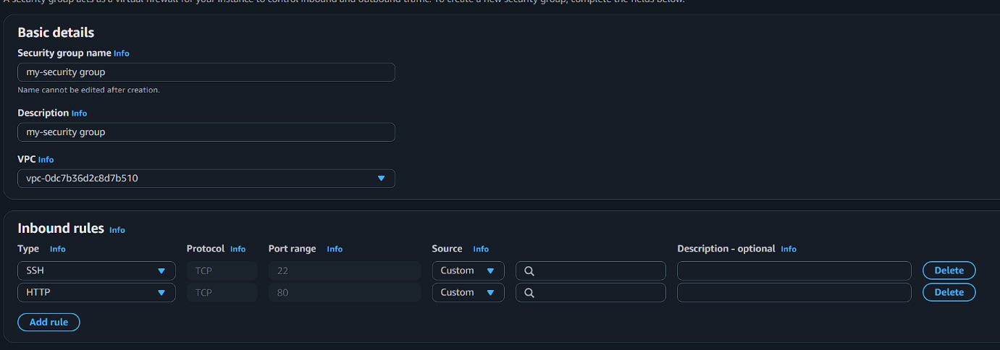 A security group acts as a virtual firewall for your instance to control inbound and outbound traffic. To create a new security group, complete the fields below.
Basic details
Security group name Info
my-security group
Name cannot be edited after creation.
Description Info
my-security group
VPC Info
vpc-0dc7b36d2c8d7b510
Inbound rules Info
Type Info Protocol Info Port range Info Source Info Description - optional Info
SSH TCP 22 Custom Delete
HTTP TCP 80 Custom Delete
Add rule